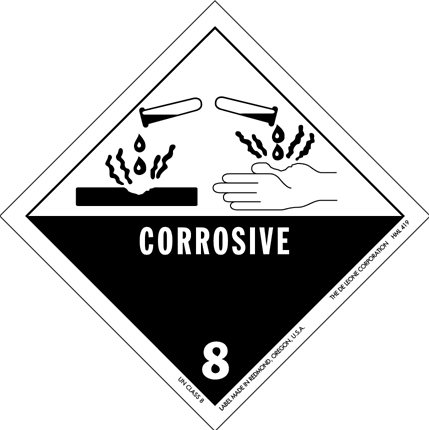 CORROSIVE
8
UN CLASS 8
LABEL MADE IN REDMOND, OREGON, U.S.A.
THE DE LEONE CORPORATION HML 419